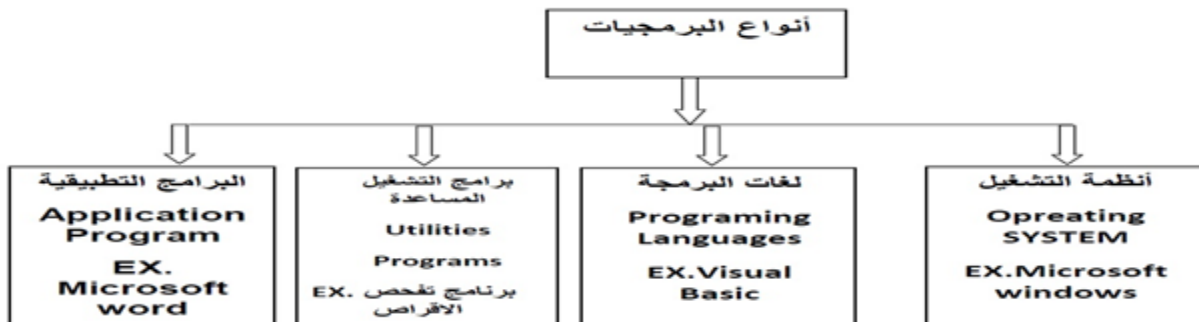 أنواع البرمجيات
أنظمة التشغيل
Opreating
SYSTEM
EX.Microsoft
windows
لغات البرمجة
Programing
Languages
EX.Visual
Basic
برامج التشغيل
المساعدة
Utilities
Programs
EX. برنامج تفحص
الاقراص
البرامج التطبيقية
Application
Program
EX.
Microsoft
word